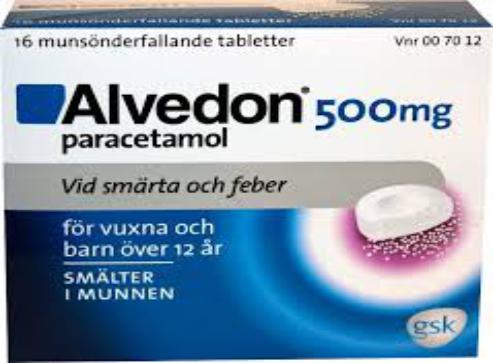 16 munsönderfallande tabletter
Vnr 00 70 12
Alvedon® 500mg
paracetamol
Vid smärta och feber
för vuxna och
barn över 12 år
SMÄLTER
I MUNNEN
gsk